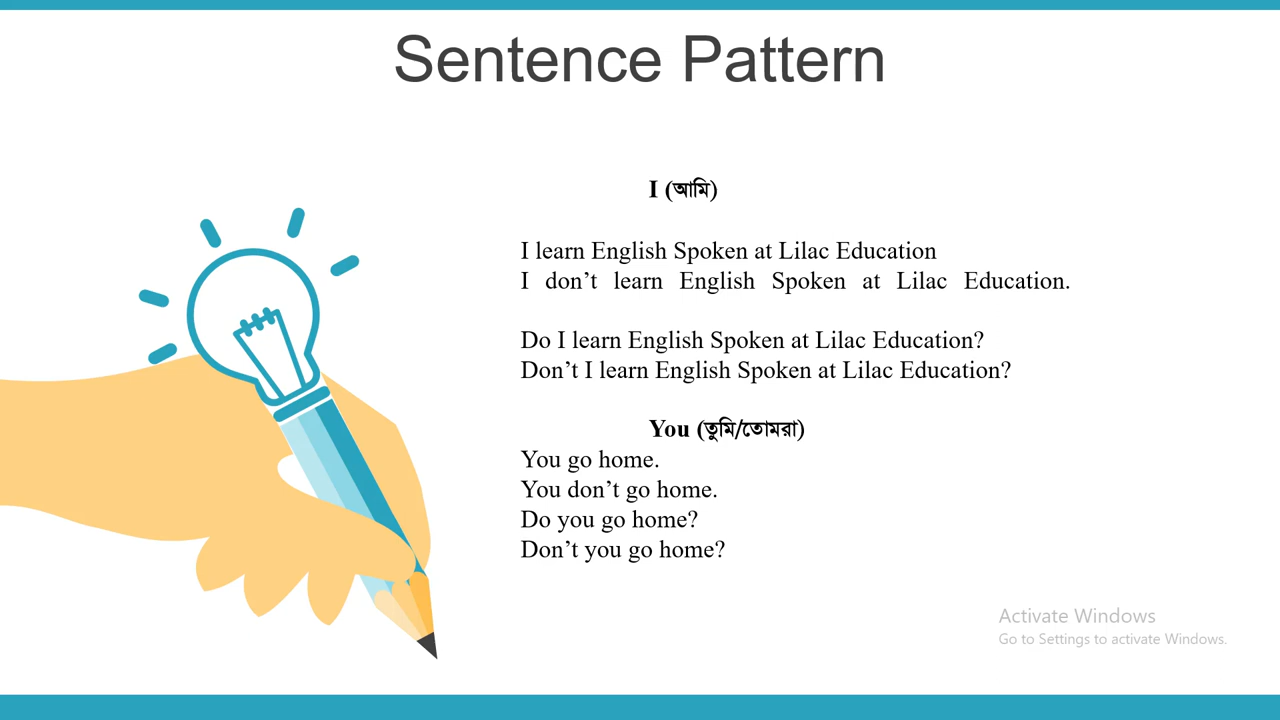 Sentence Pattern
I (আমি)
I learn English Spoken at Lilac Education
I don’t learn English Spoken at Lilac Education.
Do I learn English Spoken at Lilac Education?
Don’t I learn English Spoken at Lilac Education?
You (তুমি/তোমরা)
You go home.
You don’t go home.
Do you go home?
Don’t you go home?
Activate Windows
Go to Settings to activate Windows.